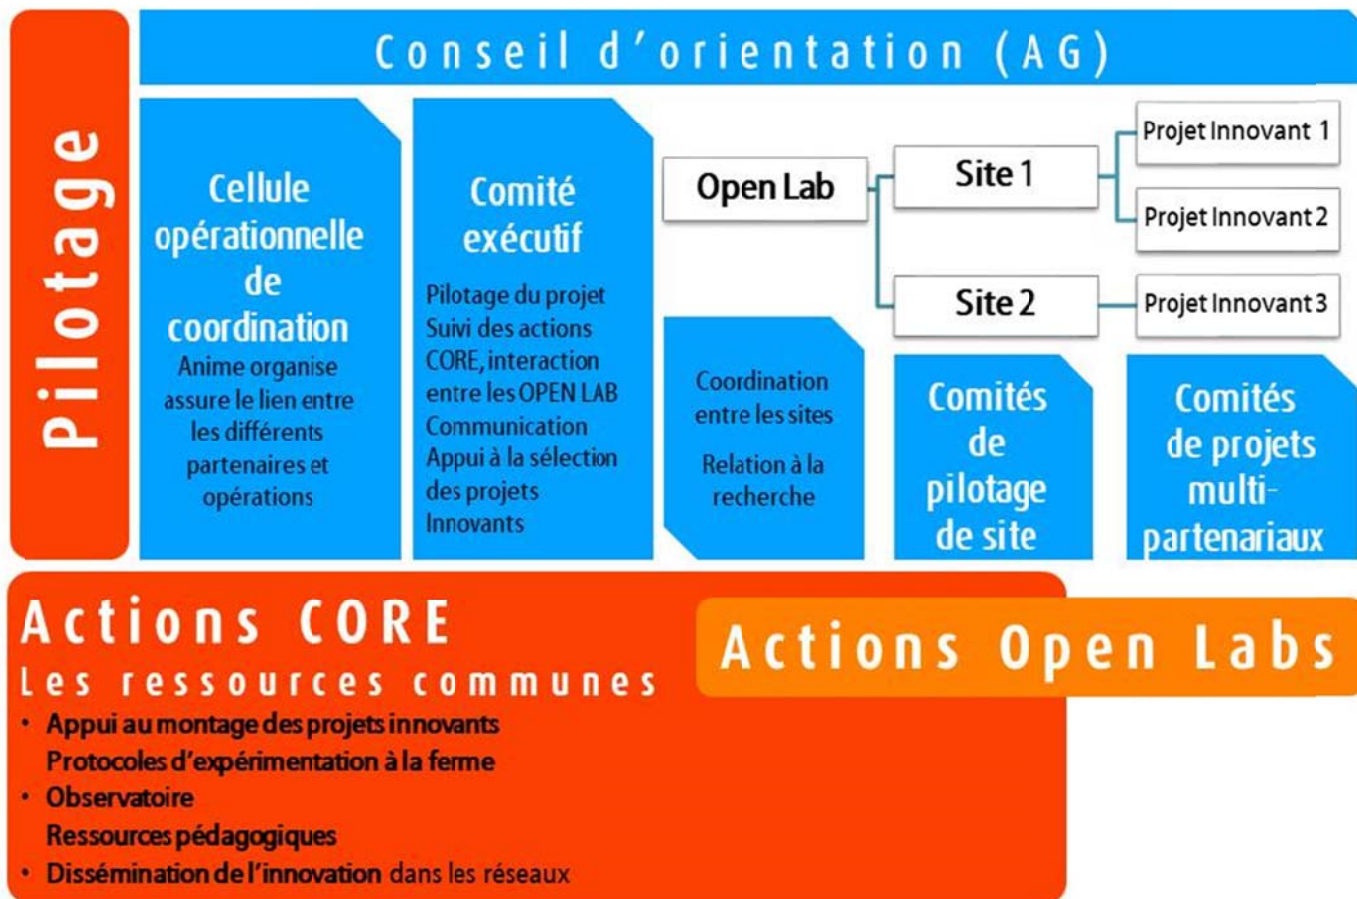 Pilotage
Conseil d'orientation (AG)
Cellule
opérationnelle
de
coordination
Anime organise
assure le lien entre
les différents
partenaires et
opérations
Comité
exécutif
Pilotage du projet
Suivi des actions
CORE, interaction
entre les OPEN LAB
Communication
Appui à la sélection
des projets
Innovants
Open Lab
Site 1
Site 2
Projet Innovant 1
Projet Innovant 2
Projet Innovant 3
Coordination
entre les sites
Relation à la
recherche
Comités
de
pilotage
de site
Comités
de projets
multi-
partenariaux
Actions CORE
Les ressources communes
• Appui au montage des projets innovants
Protocoles d'expérimentation à la ferme
• Observatoire
Ressources pédagogiques
• Dissémination de l'innovation dans les réseaux
Actions Open Labs